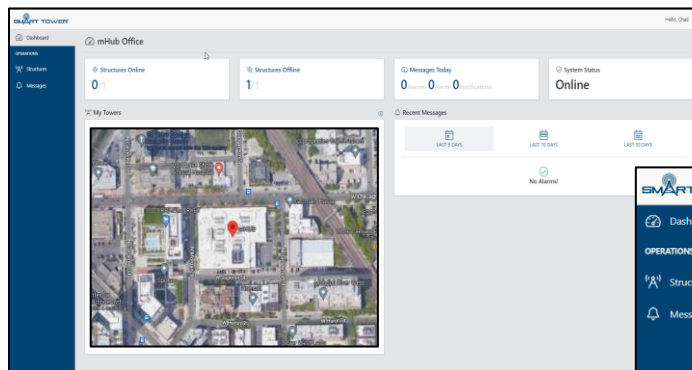 SMART TOWER
Hello, Chad
Dashboard
mHub Office
OPERATIONS
Structures
Messages
Structures Online
0/1
Structures Offline
1/1
Messages Today
0 Alarms 0 Alerts 0 Notifications
System Status
Online
My Towers
Recent Messages
LAST 5 DAYS
LAST 10 DAYS
LAST 30 DAYS
No Alarms!
SMART
Dash
OPERATIONS
Struc
Mess